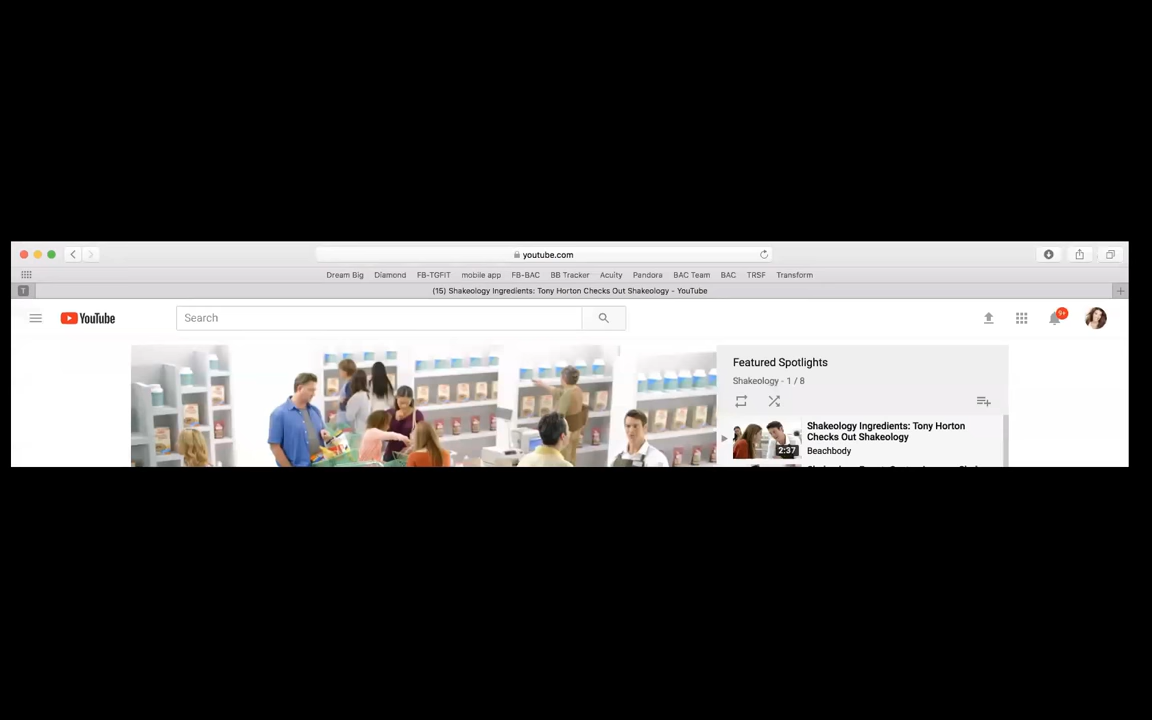 youtube.com
Dream Big Diamond FB-TGFIT mobile app FB-BAC BB Tracker Acuity Pandora BAC Team BAC TRSF Transform
T
(15) Shakeology Ingredients: Tony Horton Checks Out Shakeology - YouTube
+
YouTube
Search
9+
Featured Spotlights
Shakeology - 1 / 8
Shakeology Ingredients: Tony Horton
Checks Out Shakeology
2:37
Beachbody